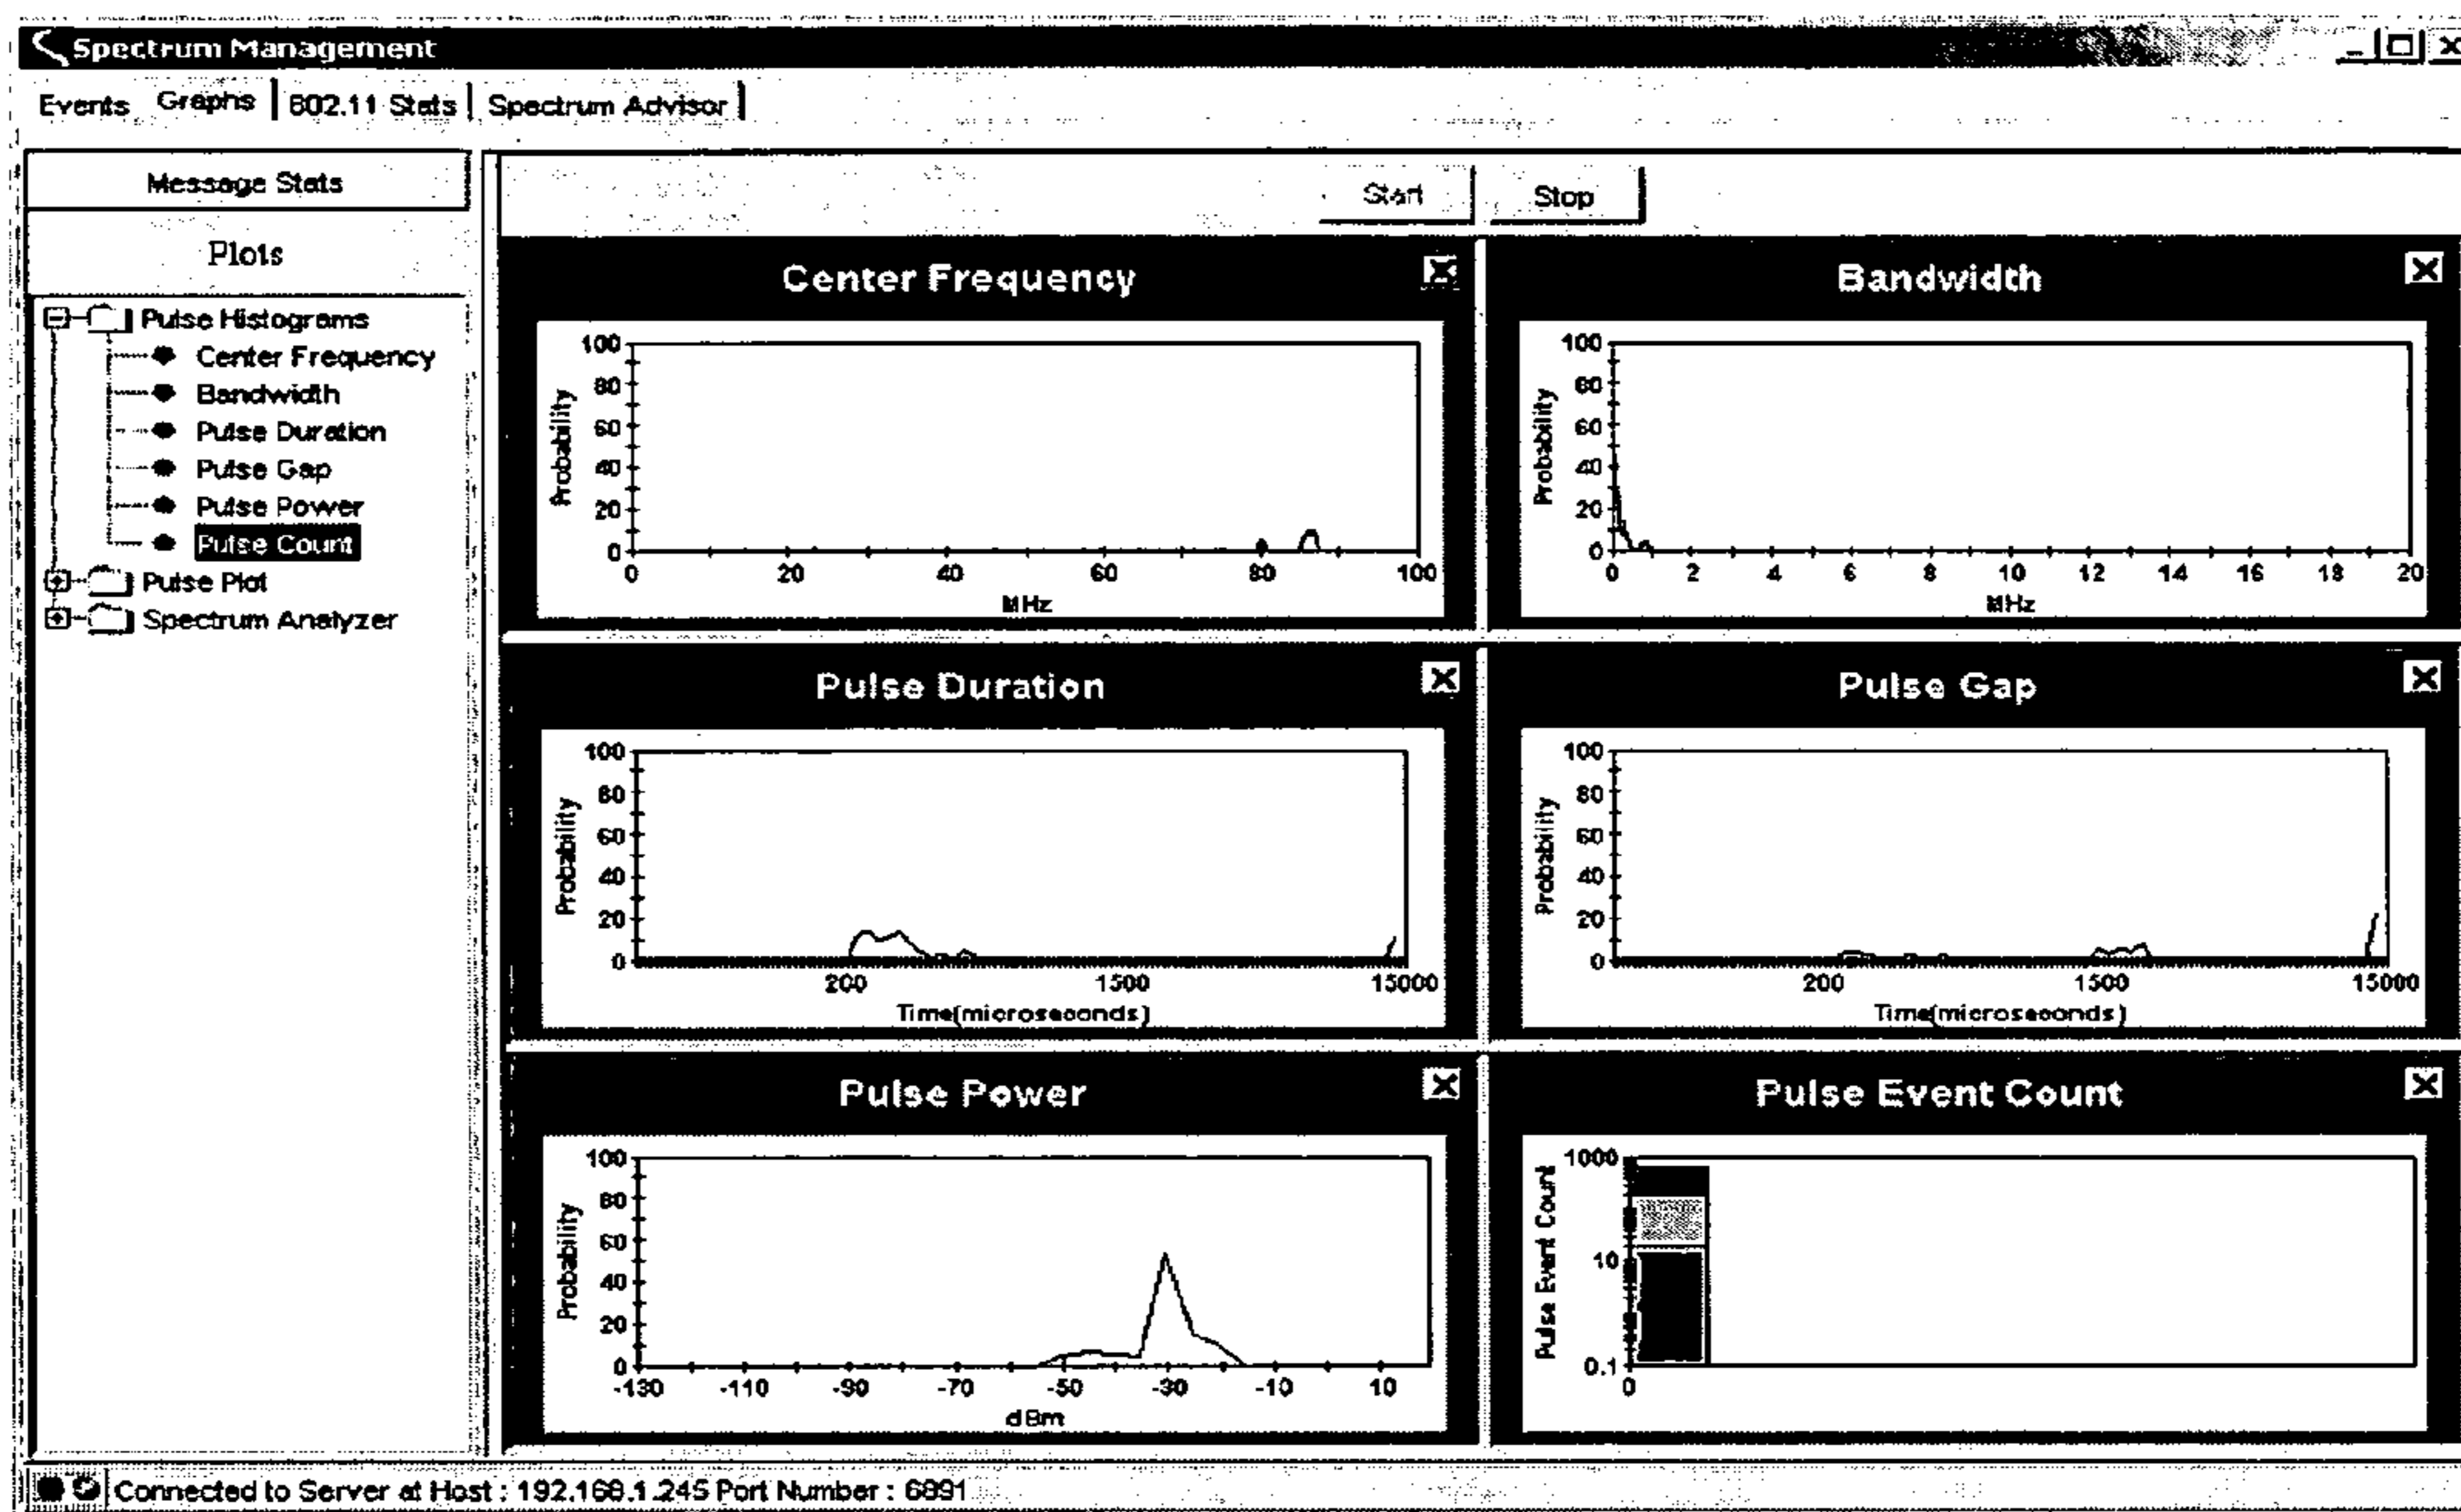 Spectrum Management
Events Graphs 802.11 Stats Spectrum Advisor
Message Stats
Plots
Pulse Histograms
Center Frequency
Bandwidth
Pulse Duration
Pulse Gap
Pulse Power
Pulse Count
Pulse Plot
Spectrum Analyzer
Start Stop
Center Frequency
Probability
100
80
60
40
20
0
0 20 40 60 80 100
MHz
Bandwidth
Probability
100
80
60
40
20
0
0 2 4 6 8 10 12 14 16 18 20
MHz
Pulse Duration
Probability
100
80
60
40
20
0
200 1500 15000
Time(microseconds)
Pulse Gap
Probability
100
80
60
40
20
0
200 1500 15000
Time(microseconds)
Pulse Power
Probability
100
80
60
40
20
0
-130 -110 -90 -70 -50 -30 -10 10
dBm
Pulse Event Count
Pulse Event Count
1000
10
0.1
0
Connected to Server at Host : 192.168.1.245 Port Number : 6891